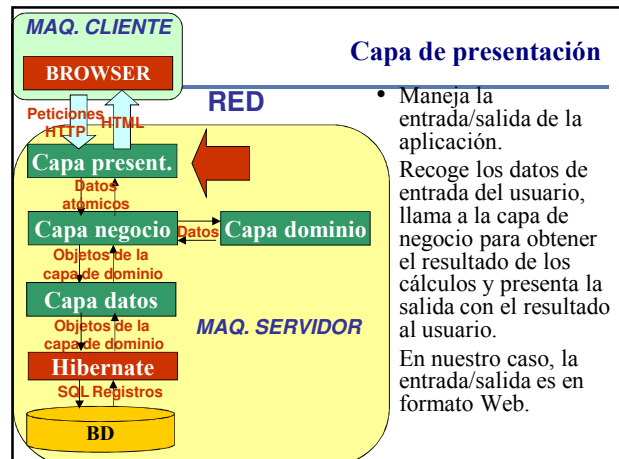 MAQ. CLIENTE
BROWSER
Capa de presentación
RED
Peticiones
HTTP
HTML
Capa present.
Datos
atomicos
Capa negocio
Datos
Capa dominio
Objetos de la
capa de dominio
Capa datos
Objetos de la
capa de dominio
MAQ. SERVIDOR
Hibernate
SQL
Registros
BD
• Maneja la
entrada/salida de la
aplicación.
Recoge los datos de
entrada del usuario,
llama a la capa de
negocio para obtener
el resultado de los
cálculos y presenta la
salida con el resultado
al usuario.
En nuestro caso, la
entrada/salida es en
formato Web.